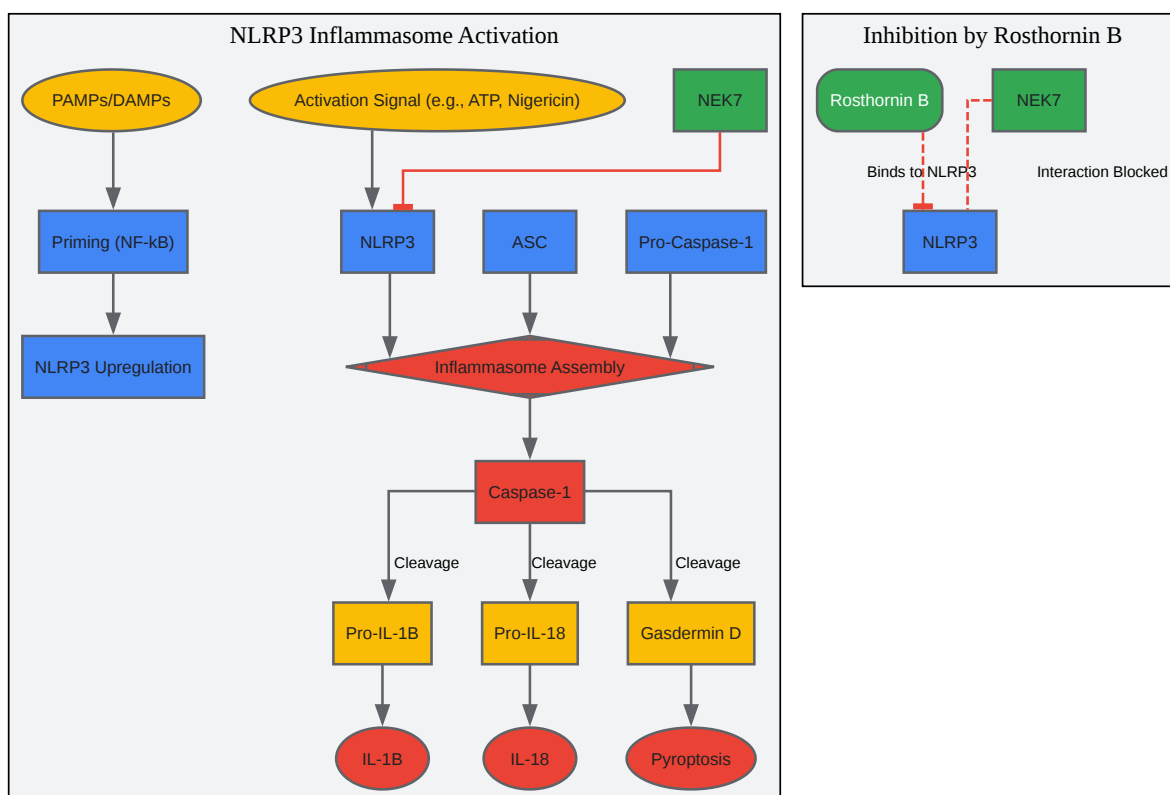 NLRP3 Inflammasome Activation
PAMPs/DAMPs
Activation Signal (e.g., ATP, Nigericin)
NEK7
Priming (NF-kB)
NLRP3
ASC
Pro-Caspase-1
NLRP3 Upregulation
Inflammasome Assembly
Caspase-1
Cleavage
Cleavage
Cleavage
Pro-IL-1B
Pro-IL-18
Gasdermin D
IL-1B
IL-18
Pyroptosis
Inhibition by Rosthornin B
Rosthornin B
NEK7
Binds to NLRP3
Interaction Blocked
NLRP3